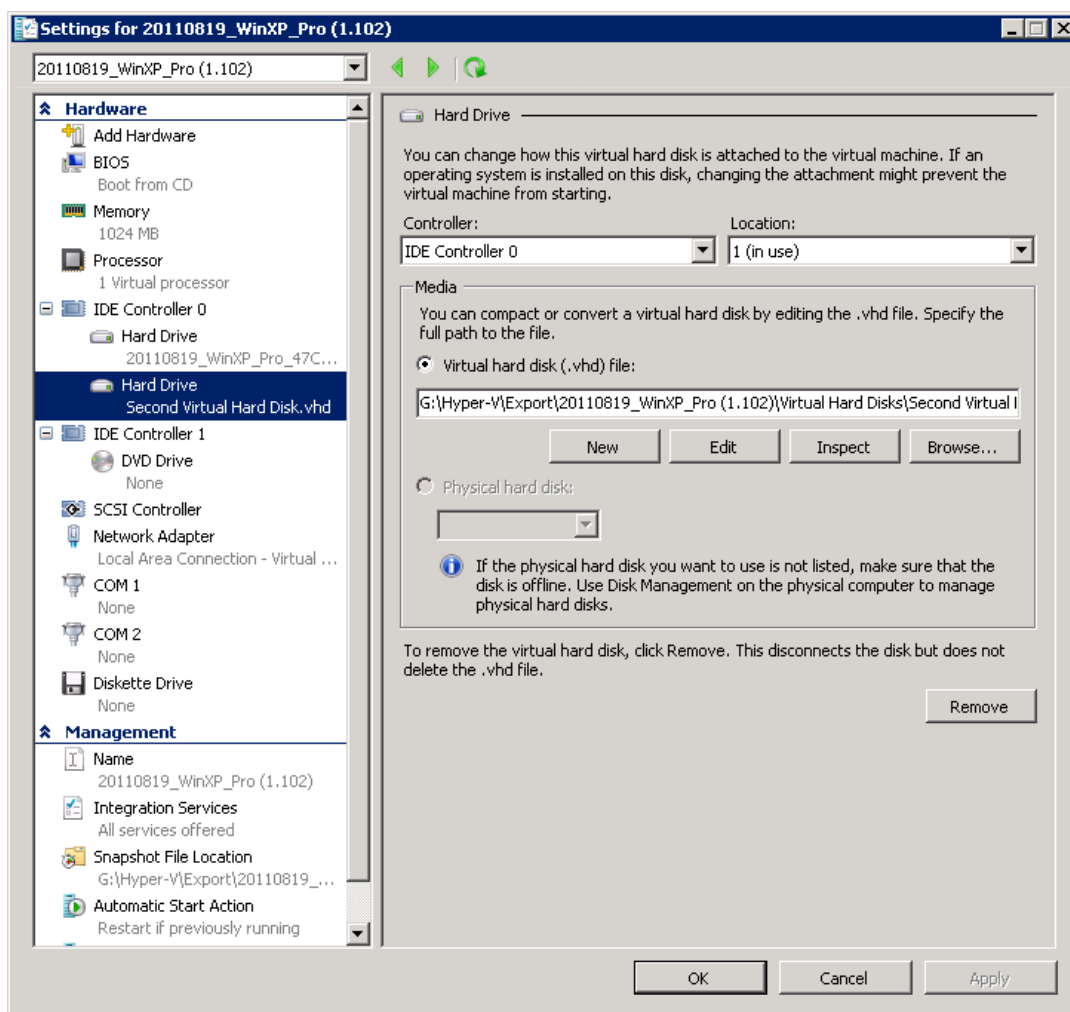 Settings for 20110819_WinXP_Pro (1.102)
20110819_WinXP_Pro (1.102)
Hardware
Add Hardware
BIOS
Boot from CD
Memory
1024 MB
Processor
1 Virtual processor
IDE Controller 0
Hard Drive
20110819_WinXP_Pro_47C...
Hard Drive
Second Virtual Hard Disk.vhd
IDE Controller 1
DVD Drive
None
SCSI Controller
Network Adapter
Local Area Connection - Virtual ...
COM 1
None
COM 2
None
Diskette Drive
None
Management
Name
20110819_WinXP_Pro (1.102)
Integration Services
All services offered
Snapshot File Location
G:\Hyper-V\Export\20110819_...
Automatic Start Action
Restart if previously running
Hard Drive
You can change how this virtual hard disk is attached to the virtual machine. If an
operating system is installed on this disk, changing the attachment might prevent the
virtual machine from starting.
Controller: Location:
IDE Controller 0 1 (in use)
Media
You can compact or convert a virtual hard disk by editing the .vhd file. Specify the
full path to the file.
Virtual hard disk (.vhd) file:
G:\Hyper-V\Export\20110819_WinXP_Pro (1.102)\Virtual Hard Disks\Second Virtual
New Edit Inspect Browse...
Physical hard disk:
If the physical hard disk you want to use is not listed, make sure that the
disk is offline. Use Disk Management on the physical computer to manage
physical hard disks.
To remove the virtual hard disk, click Remove. This disconnects the disk but does not
delete the .vhd file.
Remove
OK Cancel Apply